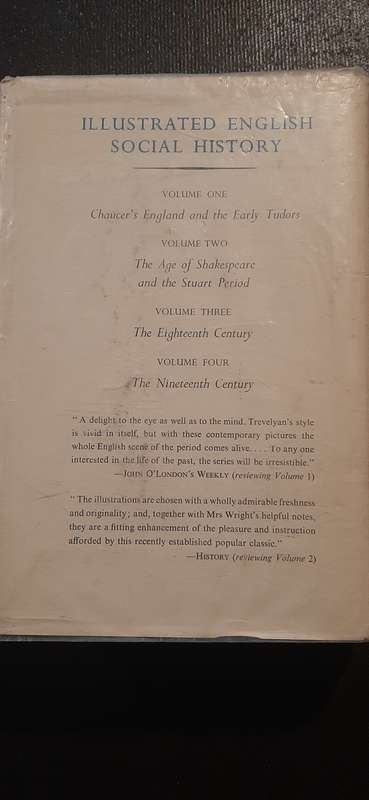 ILLUSTRATED ENGLISH
SOCIAL HISTORY
VOLUME ONE
Chaucer's England and the Early Tudors
VOLUME TWO
The Age of Shakespeare
and the Stuart Period
VOLUME THREE
The Eighteenth Century
VOLUME FOUR
The Nineteenth Century
"A delight to the eye as well as to the mind. Trevelyan's style
is vivid in itself, but with these contemporary pictures the
whole English scene of the period comes alive.... To any one
interested in the life of the past, the series will be irresistible."
—JOHN O'LONDON'S WEEKLY (reviewing Volume 1)
"The illustrations are chosen with a wholly admirable freshness
and originality; and, together with Mrs Wright's helpful notes,
they are a fitting enhancement of the pleasure and instruction
afforded by this recently established popular classic."
—HISTORY (reviewing Volume 2)